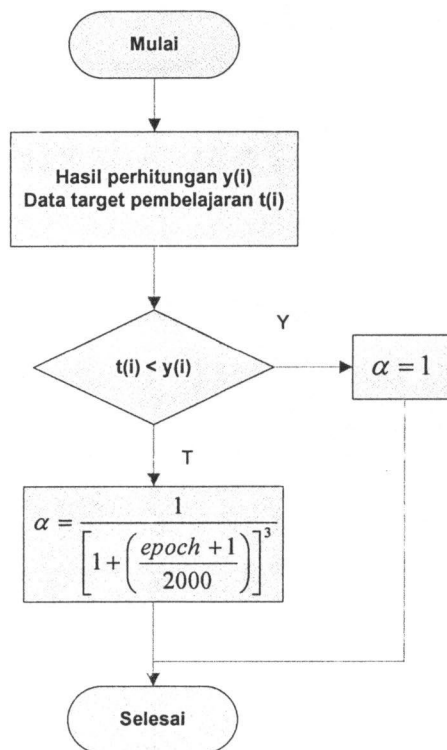 Mulai
Hasil perhitungan y(i)
Data target pembelajaran t(i)
t(i) < y(i)
Y
α = 1
T
α = 1 / [1 + ((epoch + 1) / 2000)]^3
Selesai